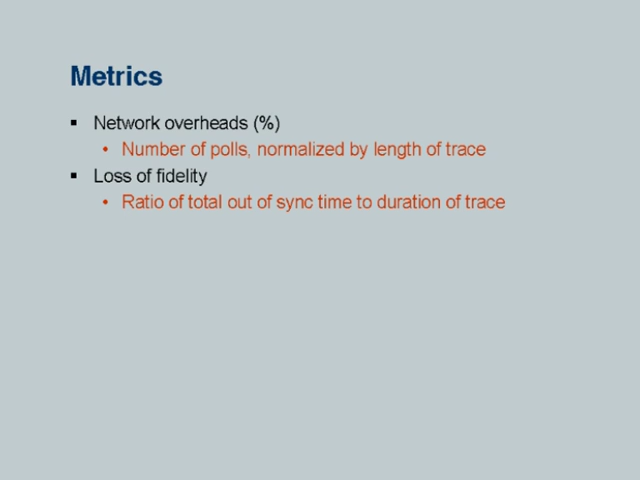 Metrics
▪ Network overheads (%)
• Number of polls, normalized by length of trace
▪ Loss of fidelity
• Ratio of total out of sync time to duration of trace